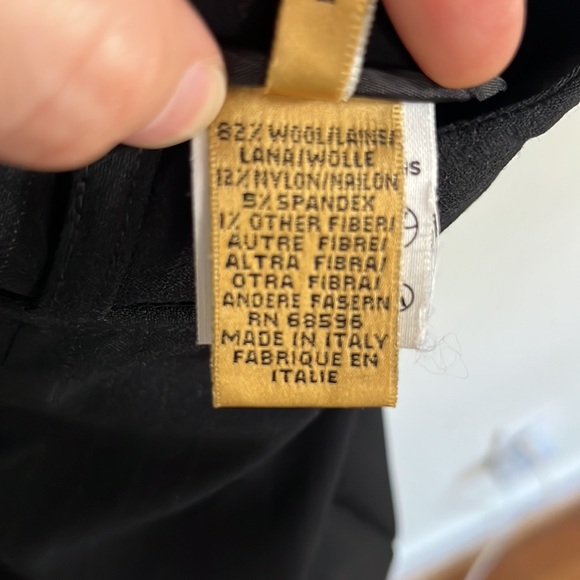 82% WOOL/LAINE/
LANA/WOLLE
12% NYLON/NAILON
5% SPANDEX
1% OTHER FIBER/
AUTRE FIBRE/
ALTRA FIBRA/
OTRA FIBRA/
ANDERE FASERN
RN 68596
MADE IN ITALY
FABRIQUE EN
ITALIE